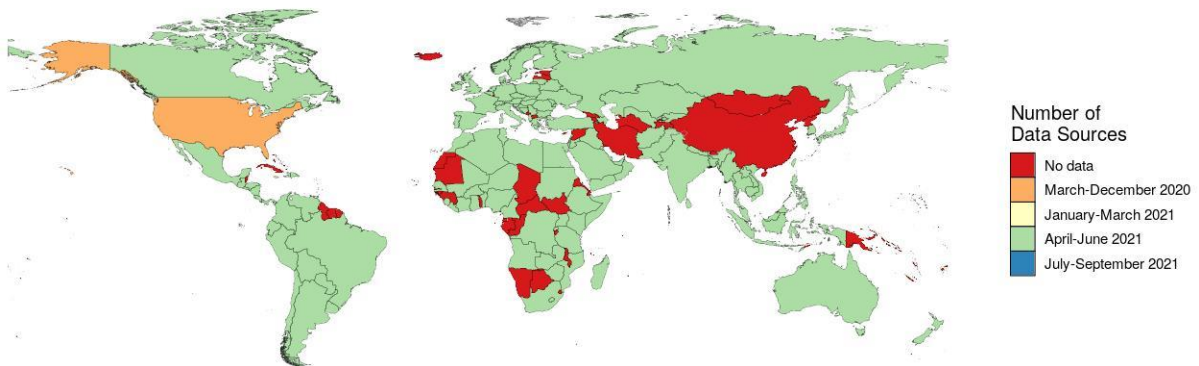 Number of
Data Sources
No data
March-December 2020
January-March 2021
April-June 2021
July-September 2021